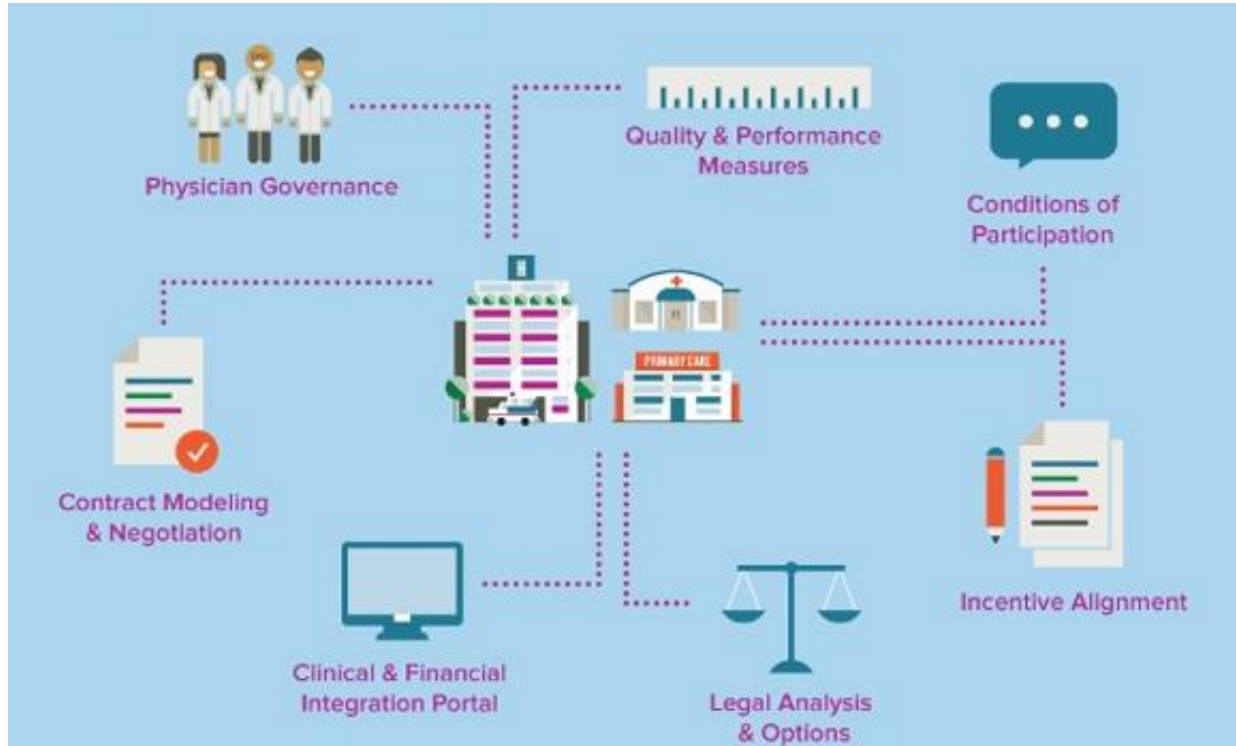 Physician Governance
Quality & Performance
Measures
Conditions of
Participation
H
PRIMARY CARE
Contract Modeling
& Negotiation
Incentive Alignment
Clinical & Financial
Integration Portal
Legal Analysis
& Options